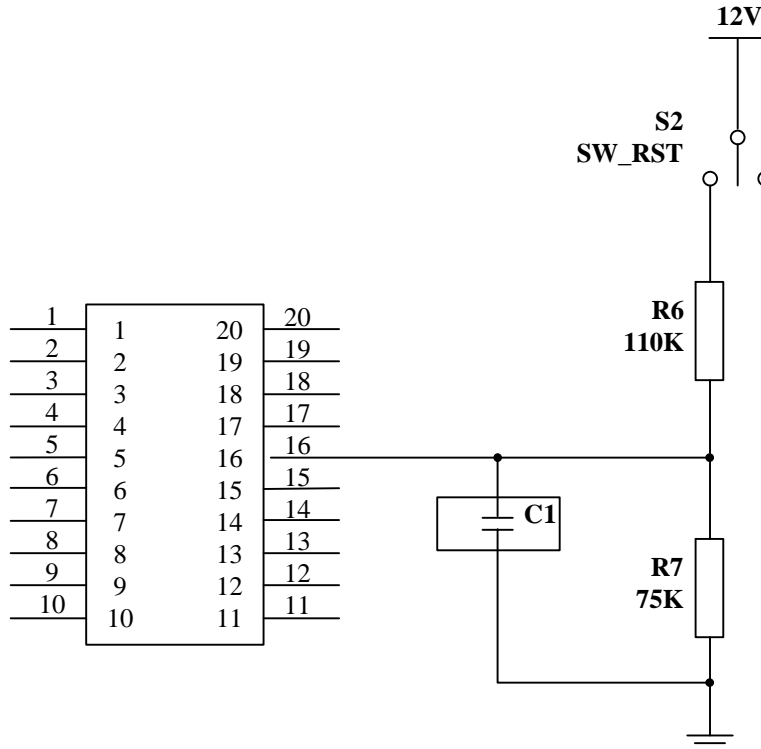 12V
S2
SW_RST
R6
110K
1 1 20 20
2 2 19 19
3 3 18 18
4 4 17 17
5 5 16 16
6 6 15 15
7 7 14 14
8 8 13 13
9 9 12 12
10 10 11 11
C1
R7
75K